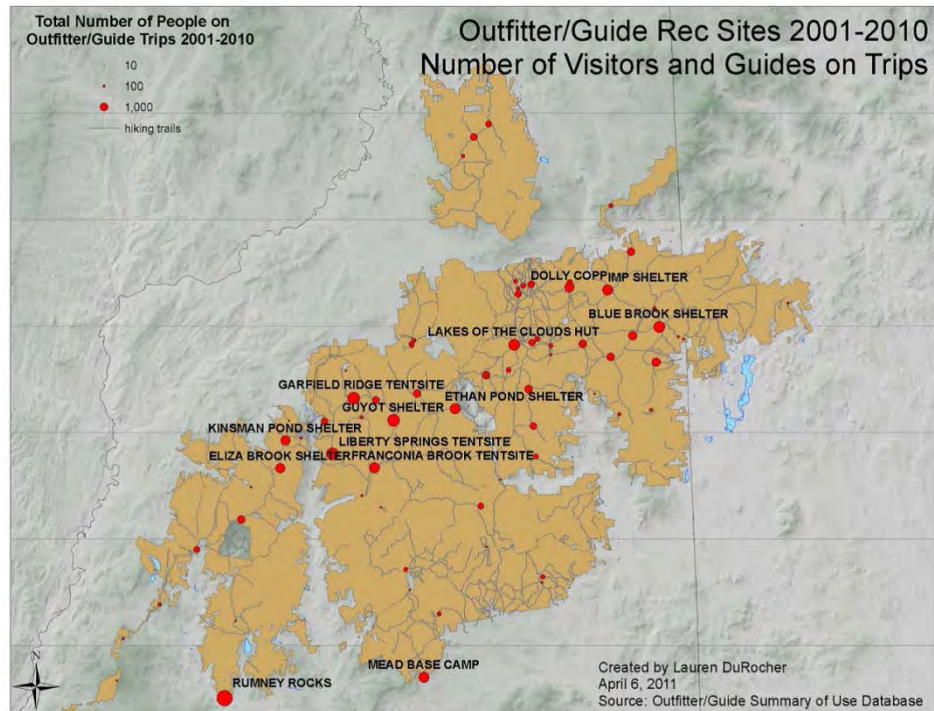 Total Number of People on
Outfitter/Guide Trips 2001-2010
10
100
1,000
hiking trails
Outfitter/Guide Rec Sites 2001-2010
Number of Visitors and Guides on Trips
DOLLY COPP
IMP SHELTER
BLUE BROOK SHELTER
LAKES OF THE CLOUDS HUT
GARFIELD RIDGE TENTSITE
ETHAN POND SHELTER
GUYOT SHELTER
KINSMAN POND SHELTER
LIBERTY SPRINGS TENTSITE
ELIZA BROOK SHELTER
FRANCONIA BROOK TENTSITE
MEAD BASE CAMP
RUMNEY ROCKS
N
Created by Lauren DuRocher
April 6, 2011
Source: Outfitter/Guide Summary of Use Database